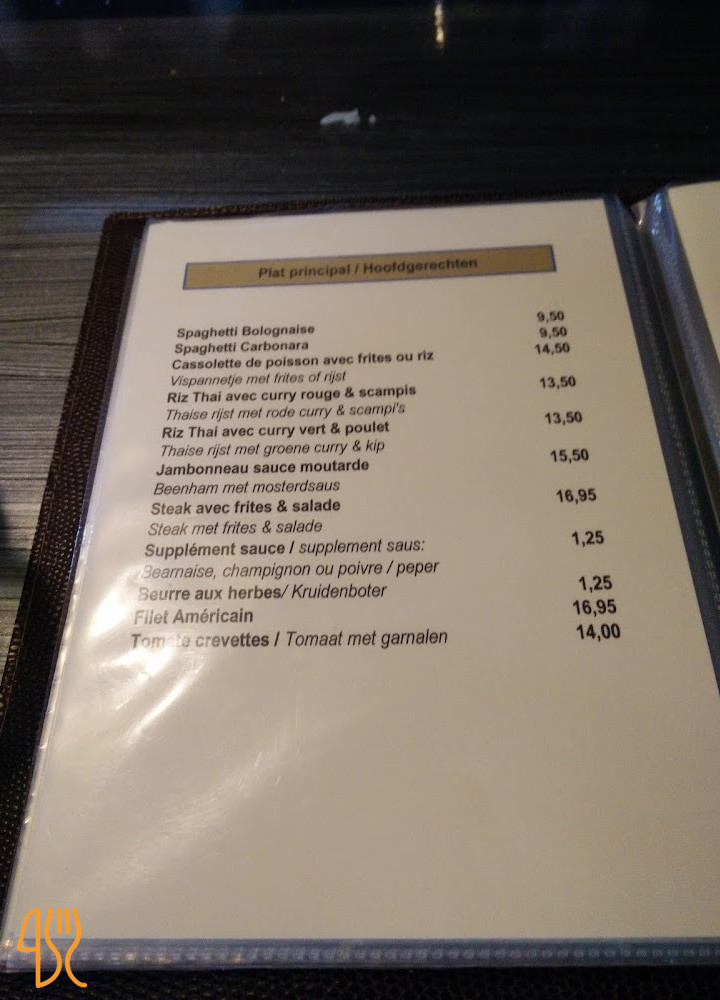 Plat principal / Hoofdgerechten
Spaghetti Bolognaise 9,50
Spaghetti Carbonara 9,50
Cassolette de poisson avec frites ou riz 14,50
Vispannetje met frites of rijst
Riz Thai avec curry rouge & scampis 13,50
Thaise rijst met rode curry & scampi's
Riz Thai avec curry vert & poulet 13,50
Thaise rijst met groene curry & kip
Jambonneau sauce moutarde 15,50
Beenham met mosterdsaus
Steak avec frites & salade 16,95
Steak met frites & salade
Supplément sauce / supplement saus: 1,25
Bearnaise, champignon ou poivre / peper
Beurre aux herbes/ Kruidenboter 1,25
Filet Américain 16,95
Tomate crevettes / Tomaat met garnalen 14,00